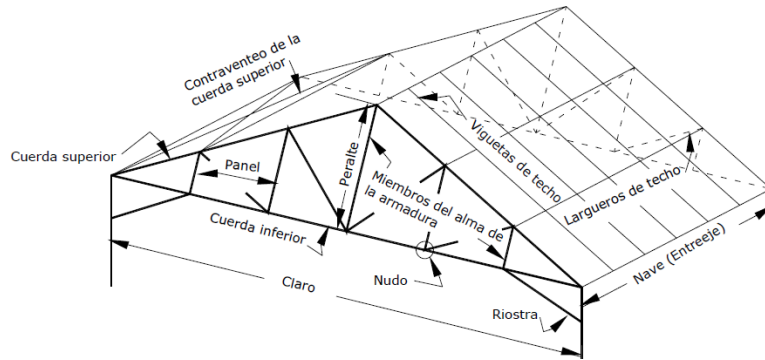 Contraventeo de la
cuerda superior
Cuerda superior
Panel
Peralte
Viguetas de techo
Miembros del alma de
la armadura
Largueros de techo
Cuerda inferior
Nave (Entreeje)
Nudo
Claro
Riostra